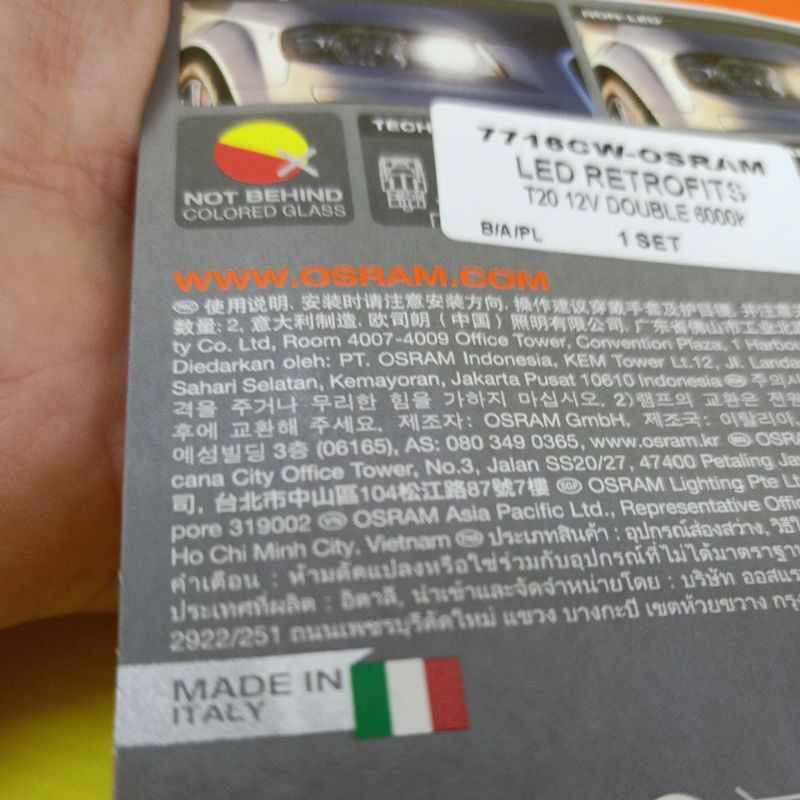 NON-LED
NOT BEHIND
COLORED GLASS
TECH
7716CW-OSRAM
LED RETROFITS
T20 12V DOUBLE 6000K
B/A/PL 1 SET
WWW.OSRAM.COM
使用说明. 安装时请注意安装方向. 操作建议穿戴手套及护目镜, 并注意
数量: 2, 意大利制造. 欧司朗（中国）照明有限公司, 广东省佛山市工业北
ty Co. Ltd, Room 4007-4009 Office Tower, Convention Plaza, 1 Harbou
Diedarkan oleh: PT. OSRAM Indonesia, KEM Tower Lt.12, Jl. Landa
Sahari Selatan, Kemayoran, Jakarta Pusat 10610 Indonesia 주의사
격을 주거나 무리한 힘을 가하지 마십시오. 2)램프의 교환은 전원
후에 교환해 주세요. 제조자: OSRAM GmbH. 제조국: 이탈리아,
예성빌딩 3층 (06165), AS: 080 349 0365, www.osram.kr OSRA
cana City Office Tower, No.3, Jalan SS20/27, 47400 Petaling Ja
司, 台北市中山區104松江路87號7樓 SGP OSRAM Lighting Pte L
pore 319002 VN OSRAM Asia Pacific Ltd., Representative Offic
Ho Chi Minh City, Vietnam ประเภทสินค้า : อุปกรณ์ส่องสว่าง, วิธี
คำเตือน : ห้ามดัดแปลงหรือใช้ร่วมกับอุปกรณ์ที่ไม่ได้มาตราฐาน
ประเทศที่ผลิต : อิตาลี, นำเข้าและจัดจำหน่ายโดย : บริษัท ออสแร
2922/251 ถนนเพชรบุรีตัดใหม่ แขวง บางกะปิ เขตห้วยขวาง กรุ
MADE IN
ITALY